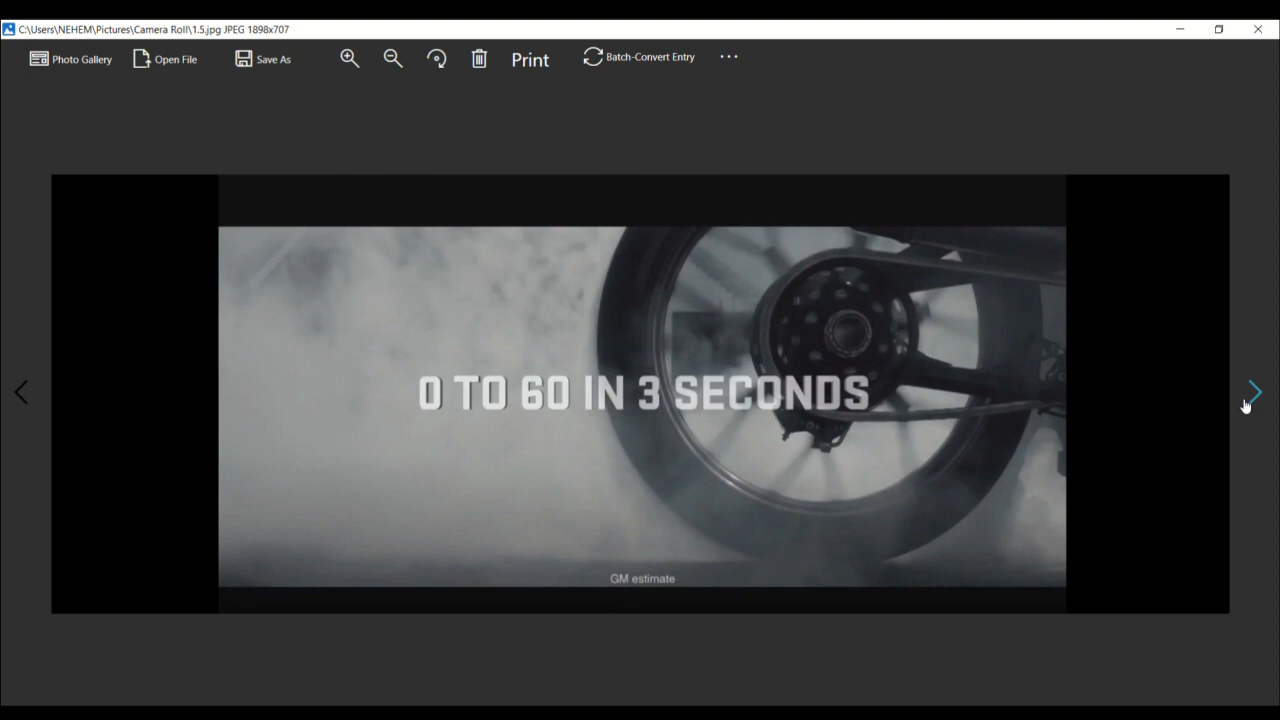 C:\Users\NEHEM\Pictures\Camera Roll\1.5.jpg JPEG 1898x707
Photo Gallery
Open File
Save As
Print
Batch-Convert Entry
0 TO 60 IN 3 SECONDS
GM estimate